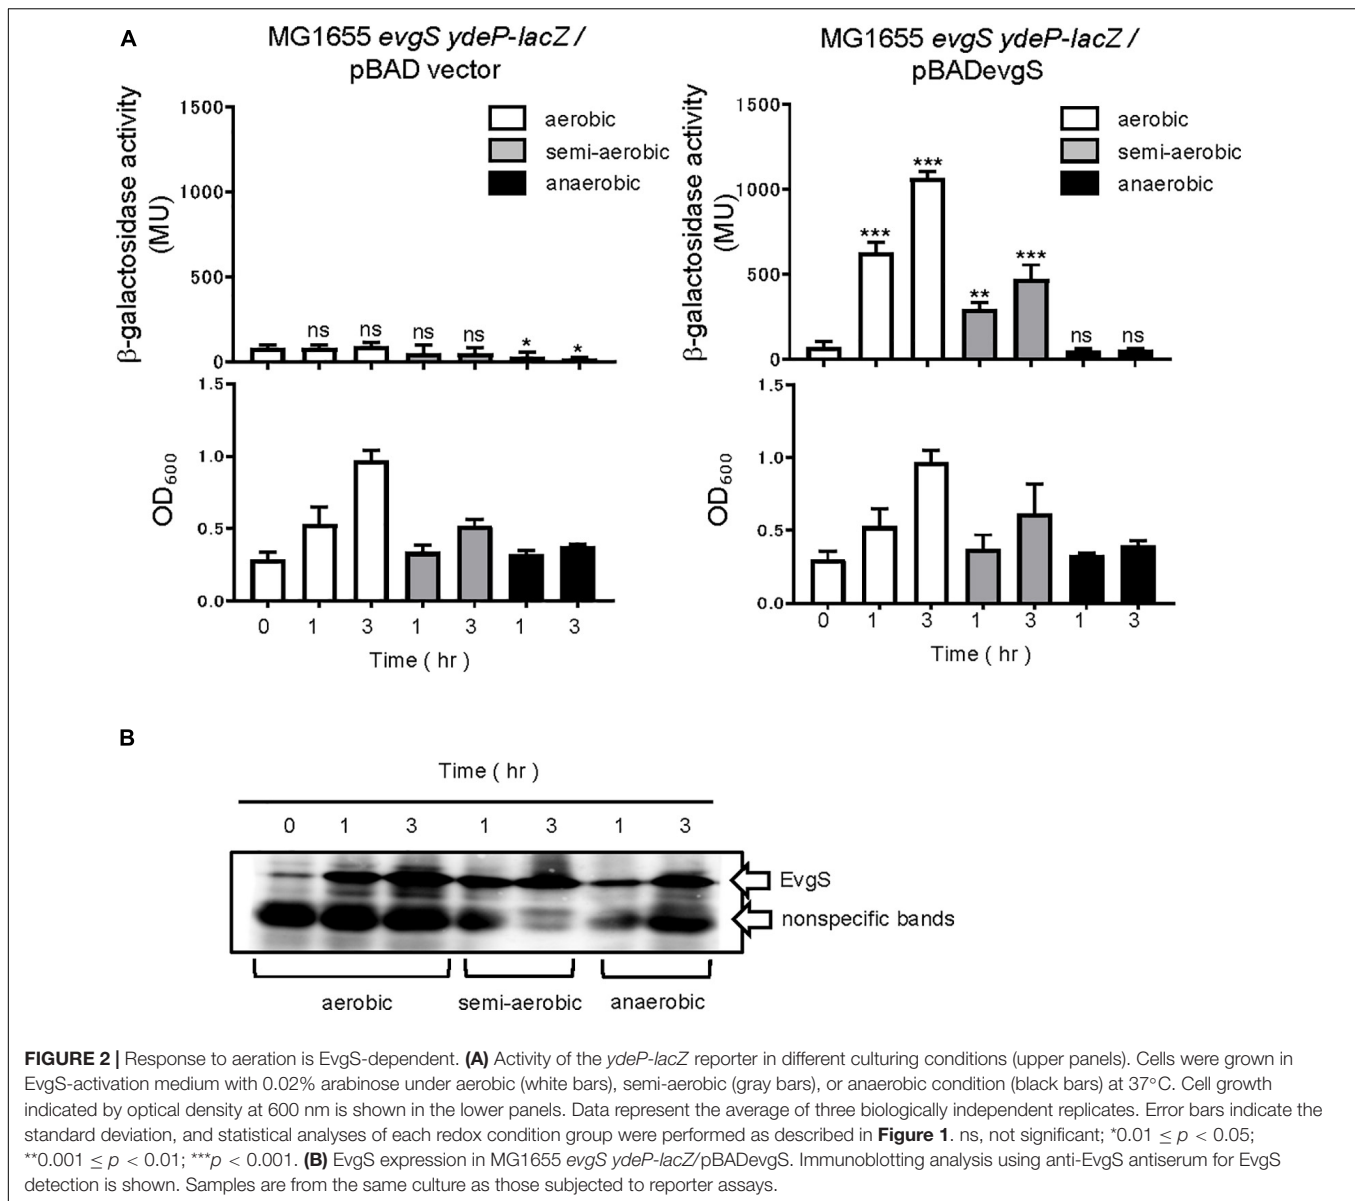 A
MG1655 evgS ydeP-lacZ /
pBAD vector
β-galactosidase activity
(MU)
1500
1000
500
0
aerobic
semi-aerobic
anaerobic
ns
ns
ns
ns
*
*
OD600
1.5
1.0
0.5
0.0
0 1 3 1 3 1 3
Time ( hr )
MG1655 evgS ydeP-lacZ /
pBADevgS
β-galactosidase activity
(MU)
1500
1000
500
0
aerobic
semi-aerobic
anaerobic
***
***
**
***
ns
ns
OD600
1.5
1.0
0.5
0.0
0 1 3 1 3 1 3
Time ( hr )
B
Time ( hr )
0 1 3 1 3 1 3
EvgS
nonspecific bands
aerobic semi-aerobic anaerobic
FIGURE 2 | Response to aeration is EvgS-dependent. (A) Activity of the ydeP-lacZ reporter in different culturing conditions (upper panels). Cells were grown in
EvgS-activation medium with 0.02% arabinose under aerobic (white bars), semi-aerobic (gray bars), or anaerobic condition (black bars) at 37°C. Cell growth
indicated by optical density at 600 nm is shown in the lower panels. Data represent the average of three biologically independent replicates. Error bars indicate the
standard deviation, and statistical analyses of each redox condition group were performed as described in Figure 1. ns, not significant; *0.01 ≤ p < 0.05;
**0.001 ≤ p < 0.01; ***p < 0.001. (B) EvgS expression in MG1655 evgS ydeP-lacZ/pBADevgS. Immunoblotting analysis using anti-EvgS antiserum for EvgS
detection is shown. Samples are from the same culture as those subjected to reporter assays.